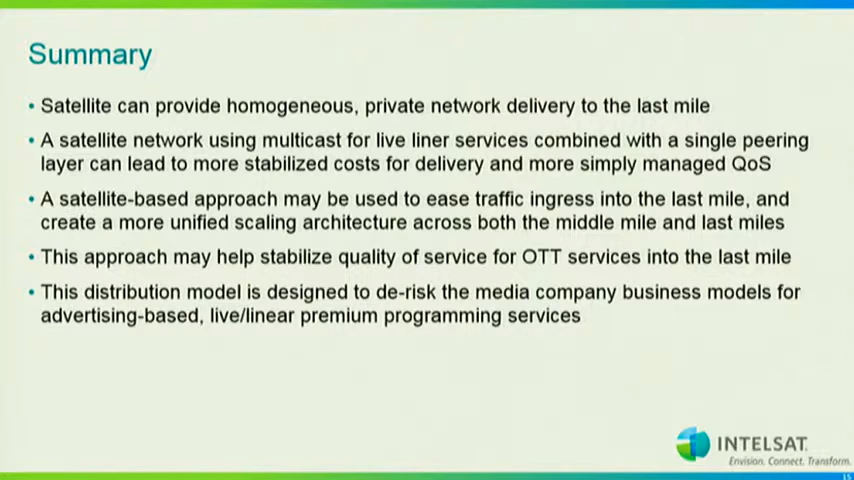 Summary
• Satellite can provide homogeneous, private network delivery to the last mile
• A satellite network using multicast for live liner services combined with a single peering
layer can lead to more stabilized costs for delivery and more simply managed QoS
• A satellite-based approach may be used to ease traffic ingress into the last mile, and
create a more unified scaling architecture across both the middle mile and last miles
• This approach may help stabilize quality of service for OTT services into the last mile
• This distribution model is designed to de-risk the media company business models for
advertising-based, live/linear premium programming services
INTELSAT.
Envision. Connect. Transform.
15